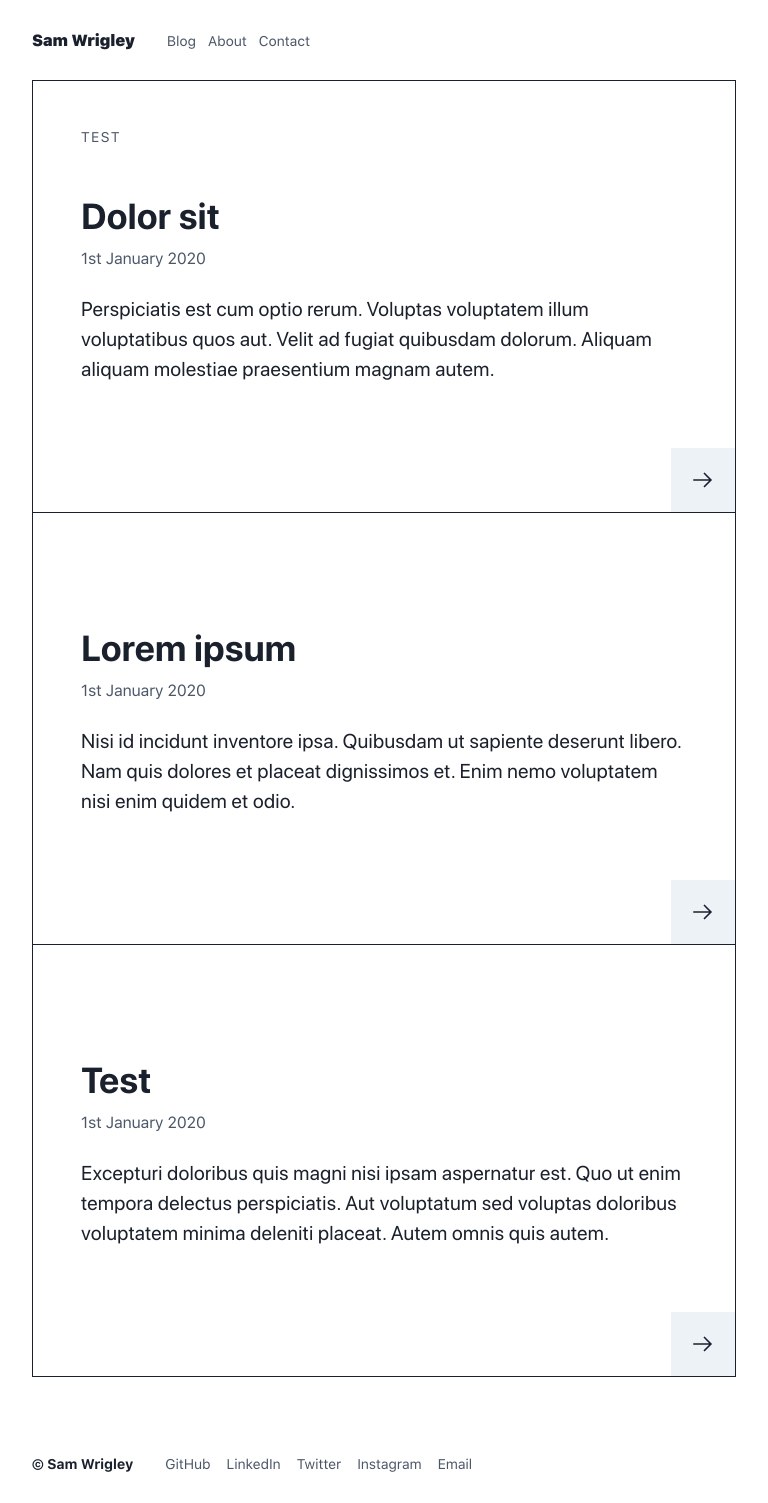 Sam Wrigley Blog About Contact
TEST
Dolor sit
1st January 2020
Perspiciatis est cum optio rerum. Voluptas voluptatem illum
voluptatibus quos aut. Velit ad fugiat quibusdam dolorum. Aliquam
aliquam molestiae praesentium magnam autem.
Lorem ipsum
1st January 2020
Nisi id incidunt inventore ipsa. Quibusdam ut sapiente deserunt libero.
Nam quis dolores et placeat dignissimos et. Enim nemo voluptatem
nisi enim quidem et odio.
Test
1st January 2020
Excepturi doloribus quis magni nisi ipsam aspernatur est. Quo ut enim
tempora delectus perspiciatis. Aut voluptatum sed voluptas doloribus
voluptatem minima deleniti placeat. Autem omnis quis autem.
© Sam Wrigley GitHub LinkedIn Twitter Instagram Email